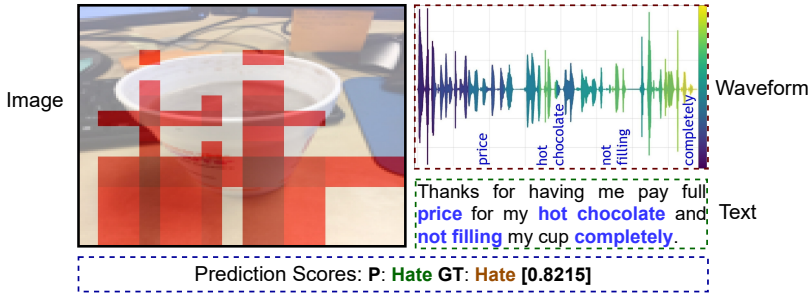 Image
Waveform
price
hot
chocolate
not
filling
completely
Thanks for having me pay full
price for my hot chocolate and
not filling my cup completely.
Text
Prediction Scores: P: Hate GT: Hate [0.8215]